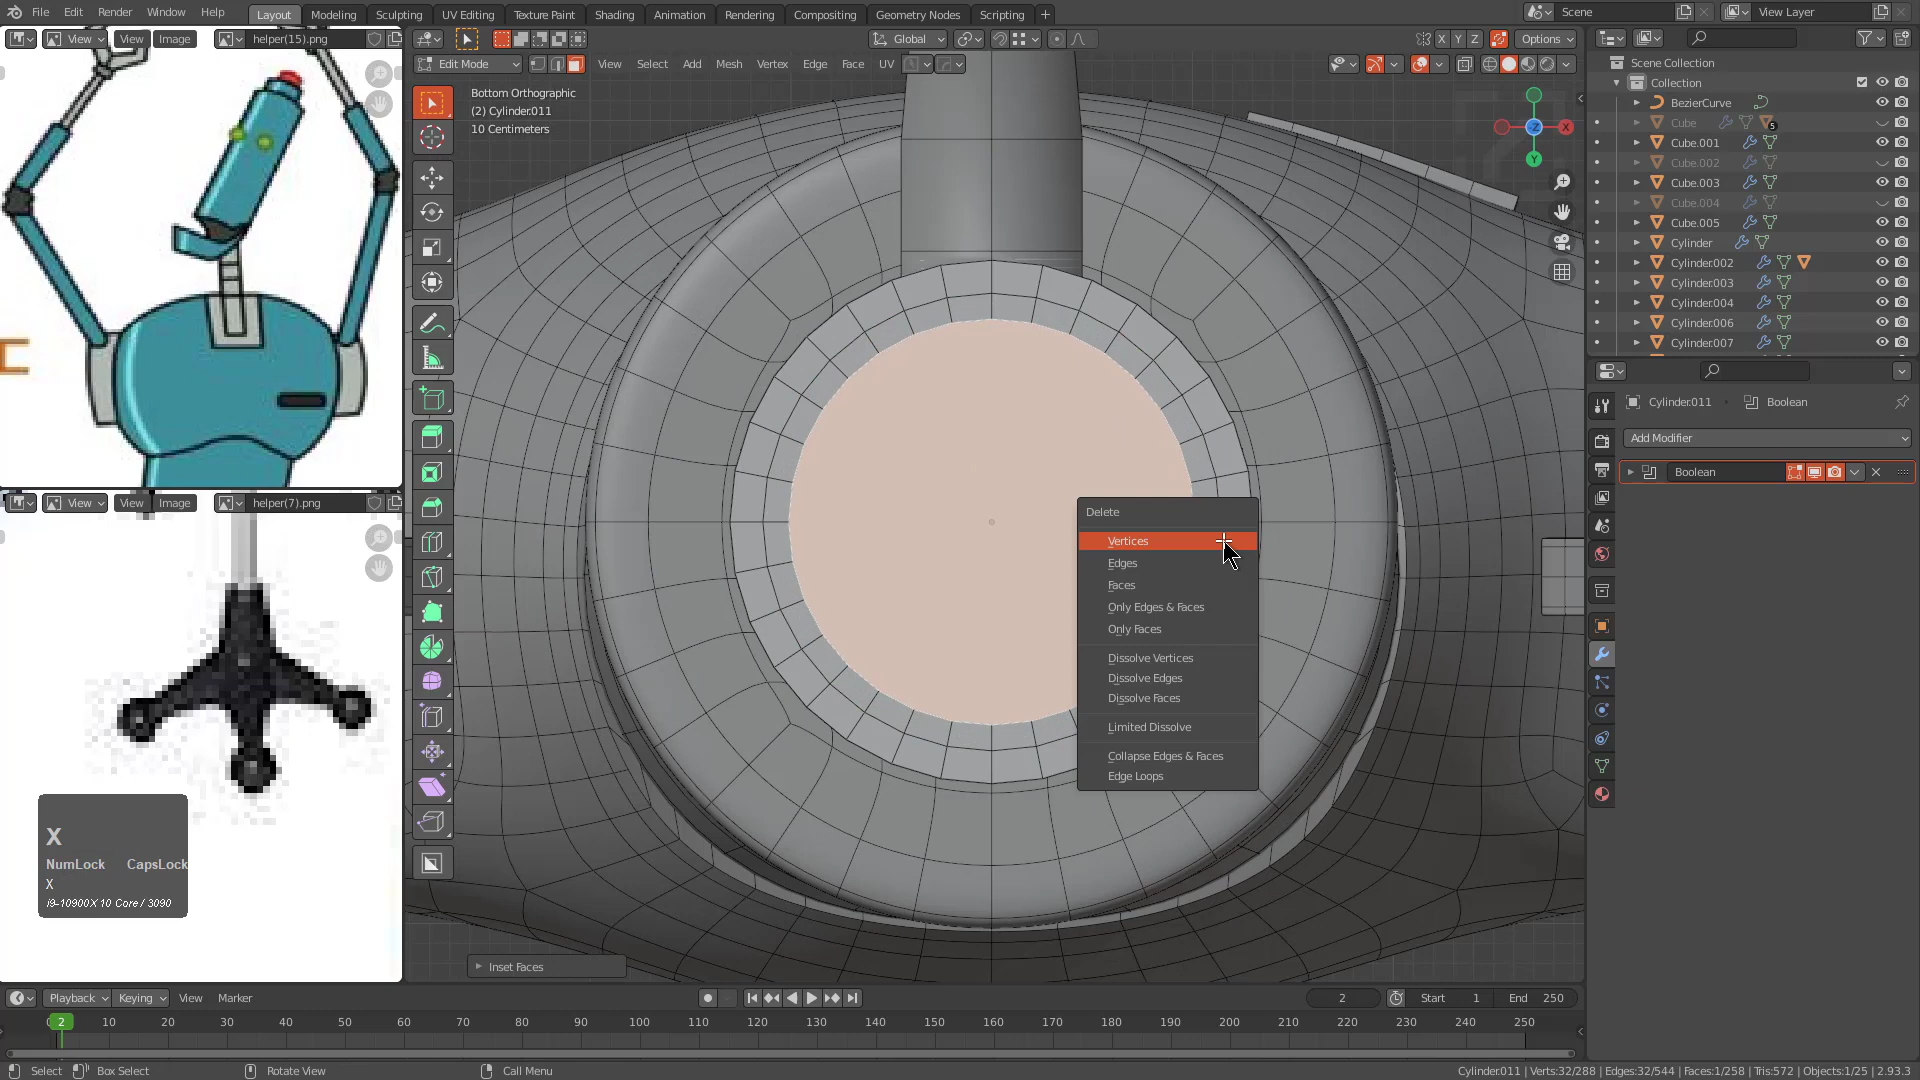 File Edit Render Window Help Layout Modeling Sculpting UV Editing Texture Paint Shading Animation Rendering Compositing Geometry Nodes Scripting + Scene View Layer
View View Image helper(15).png
Global X Y Z Options
Edit Mode View Select Add Mesh Vertex Edge Face UV
Bottom Orthographic
(2) Cylinder.011
10 Centimeters
X
Z
Y
Scene Collection
Collection
BezierCurve
Cube 5
Cube.001
Cube.002
Cube.003
Cube.004
Cube.005
Cylinder
Cylinder.002
Cylinder.003
Cylinder.004
Cylinder.006
Cylinder.007
Cylinder.011 Boolean
Add Modifier
Boolean
View View Image helper(7).png
X
NumLock CapsLock
X
i9-10900X 10 Core / 3090
Delete
Vertices
Edges
Faces
Only Edges & Faces
Only Faces
Dissolve Vertices
Dissolve Edges
Dissolve Faces
Limited Dissolve
Collapse Edges & Faces
Edge Loops
Inset Faces
Playback Keying View Marker 2 Start 1 End 250
2 10 20 30 40 50 60 70 80 90 100 110 120 130 140 150 160 170 180 190 200 210 220 230 240 250
Select Box Select Rotate View Call Menu Cylinder.011 | Verts:32/288 | Edges:32/544 | Faces:1/258 | Tris:572 | Objects:1/25 | 2.93.3